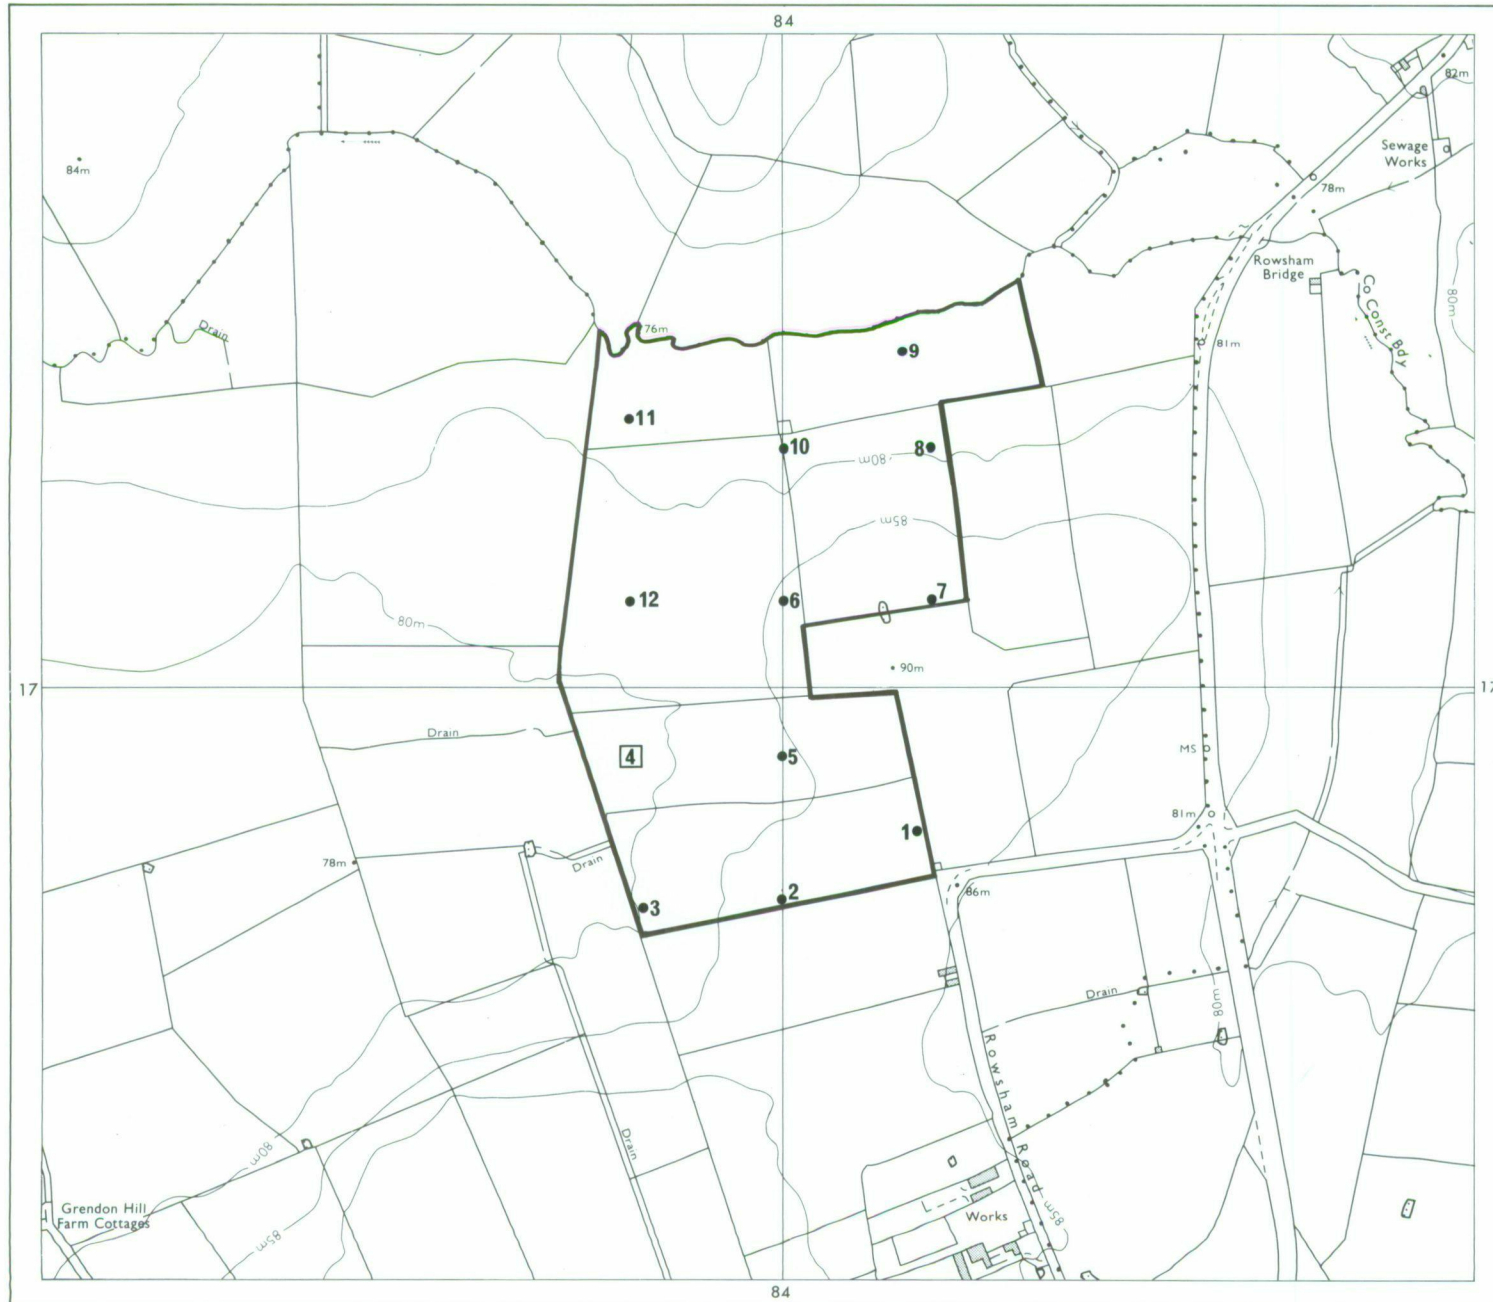 84
82m
Sewage
Works
84m
78m
Rowsham
Bridge
80m
Co Const Bdy
Drain
76m
81m
9
11
10
8
80m
85m
12
6
7
80m
90m
17
17
Drain
4
5
MS
81m
1
78m
Drain
86m
2
3
Drain
80m
Rowsham Road
80m
Drain
Grendon Hill
Farm Cottages
85m
Works
85m
84